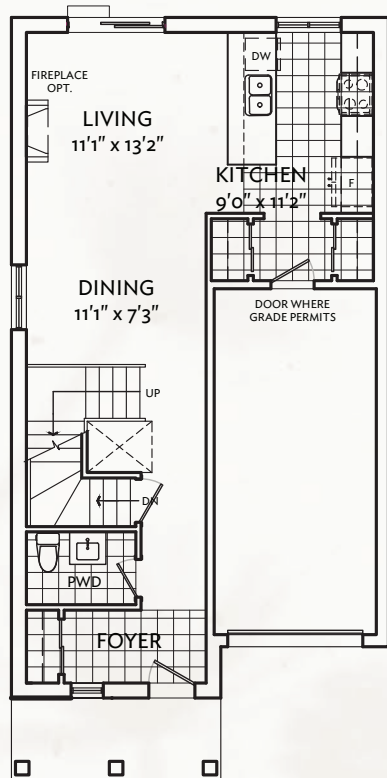 DW
FIREPLACE
OPT.
LIVING
11'1" x 13'2"
KITCHEN
9'0" x 11'2"
F
DINING
11'1" x 7'3"
DOOR WHERE
GRADE PERMITS
UP
DN
PWD
FOYER